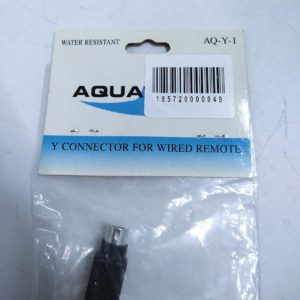 WATER RESISTANT AQ-Y-1
AQUA
185720000049
Y CONNECTOR FOR WIRED REMOTE